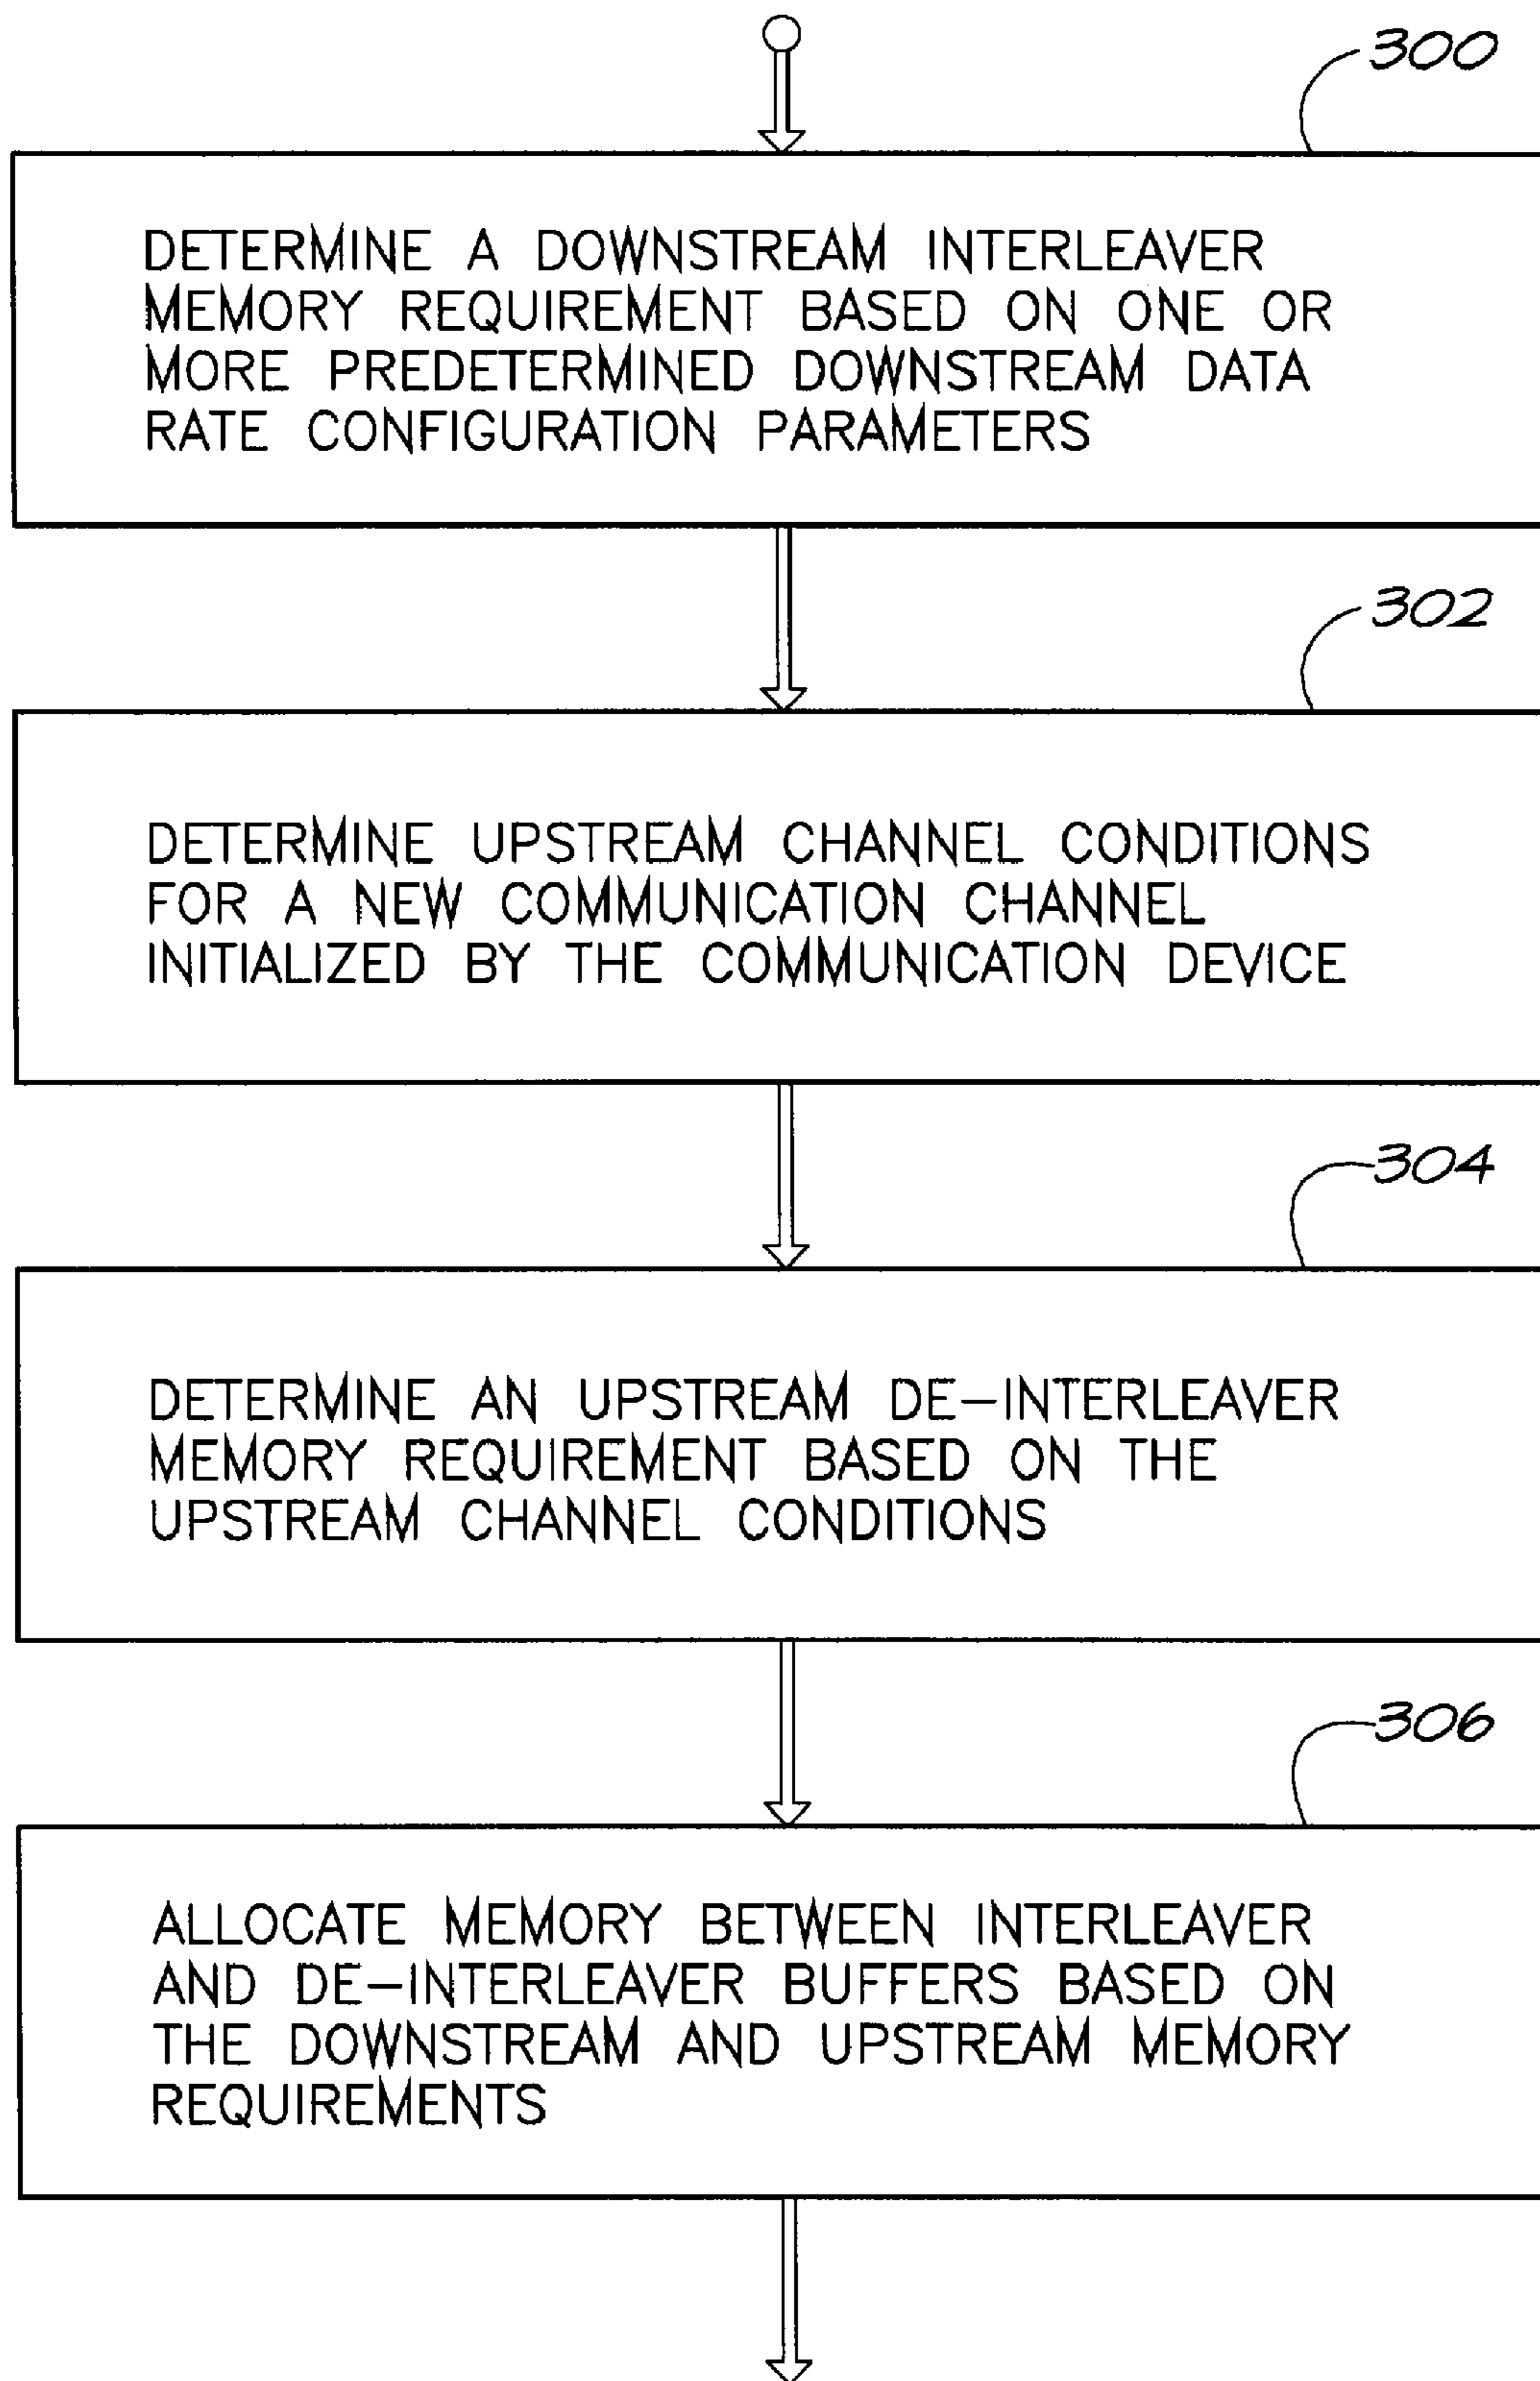 300
DETERMINE A DOWNSTREAM INTERLEAVER
MEMORY REQUIREMENT BASED ON ONE OR
MORE PREDETERMINED DOWNSTREAM DATA
RATE CONFIGURATION PARAMETERS
302
DETERMINE UPSTREAM CHANNEL CONDITIONS
FOR A NEW COMMUNICATION CHANNEL
INITIALIZED BY THE COMMUNICATION DEVICE
304
DETERMINE AN UPSTREAM DE-INTERLEAVER
MEMORY REQUIREMENT BASED ON THE
UPSTREAM CHANNEL CONDITIONS
306
ALLOCATE MEMORY BETWEEN INTERLEAVER
AND DE-INTERLEAVER BUFFERS BASED ON
THE DOWNSTREAM AND UPSTREAM MEMORY
REQUIREMENTS